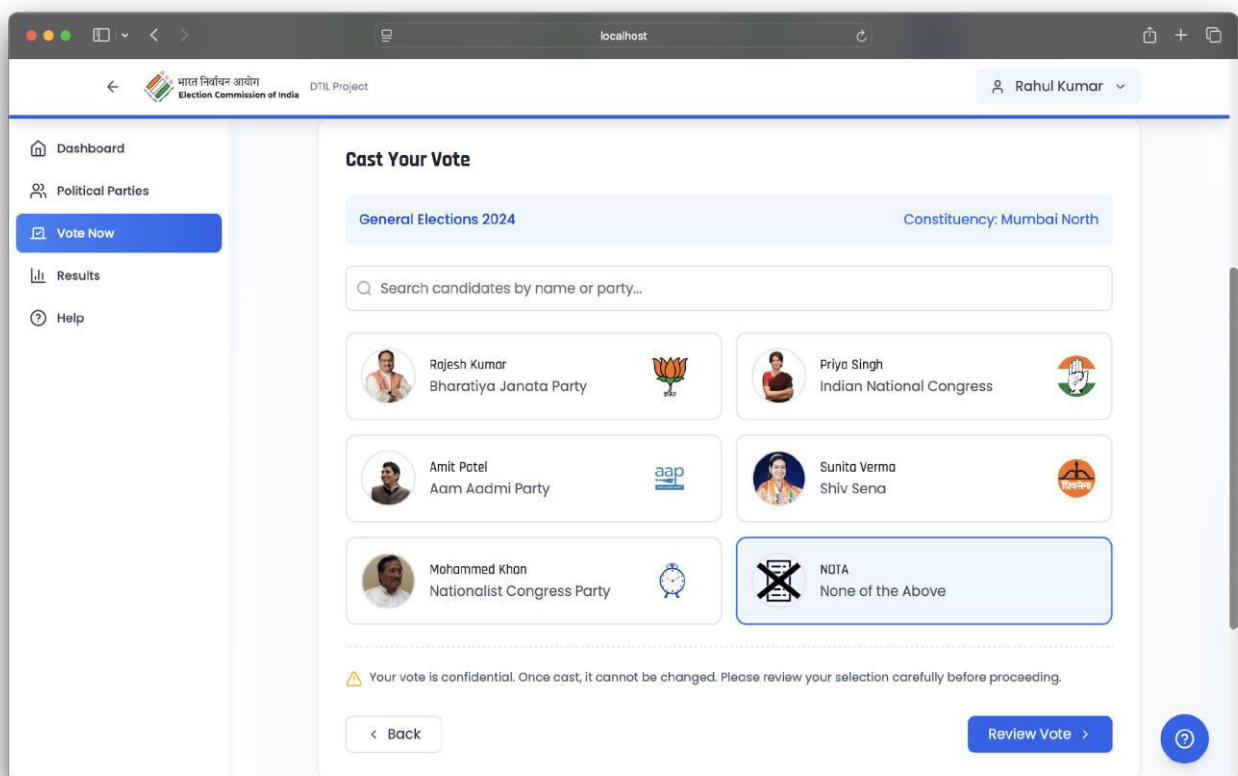 localhost
भारत निर्वाचन आयोग
Election Commission of India
DTIL Project
Rahul Kumar
Dashboard
Political Parties
Vote Now
Results
Help
Cast Your Vote
General Elections 2024
Constituency: Mumbai North
Search candidates by name or party...
Rajesh Kumar
Bharatiya Janata Party
Priya Singh
Indian National Congress
Amit Patel
Aam Aadmi Party
aap
Sunita Verma
Shiv Sena
शिवसेना
Mohammed Khan
Nationalist Congress Party
NOTA
None of the Above
Your vote is confidential. Once cast, it cannot be changed. Please review your selection carefully before proceeding.
Back
Review Vote